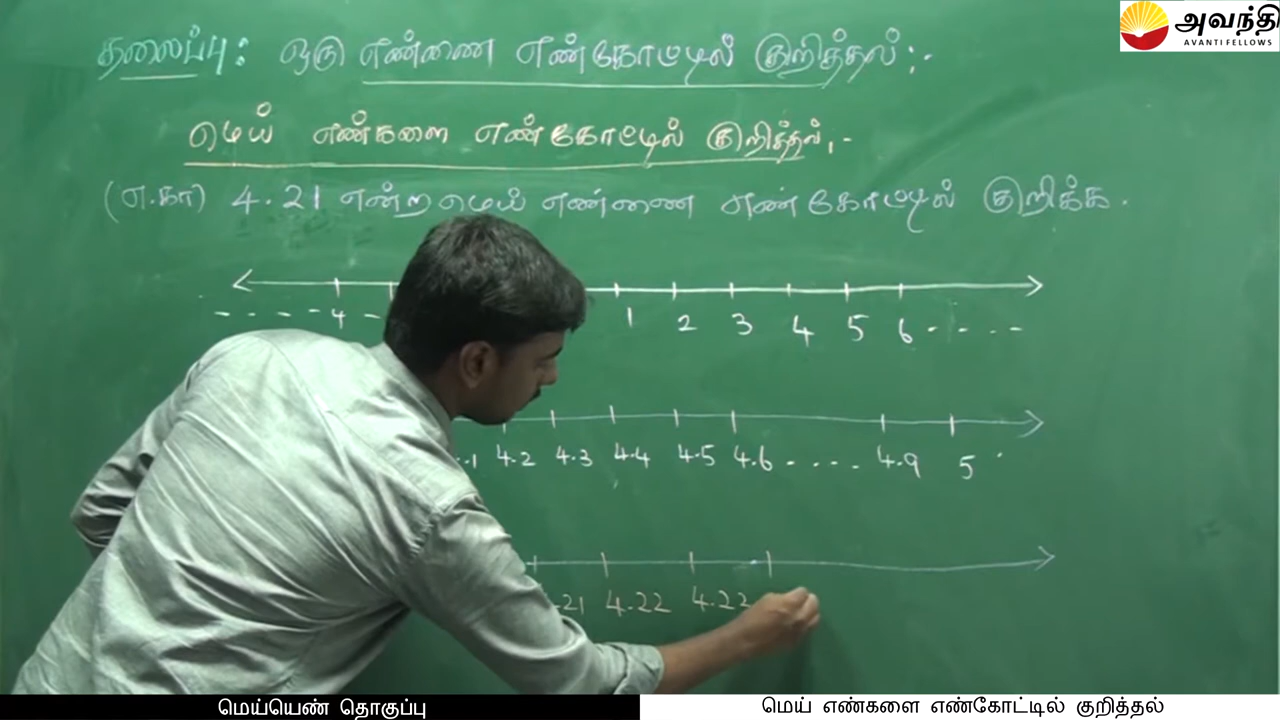 அவந்தி
AVANTI FELLOWS
தலைப்பு: ஒரு எண்ணை எண்கோட்டில் குறித்தல்:-
மெய் எண்களை எண்கோட்டில் குறித்தல்:-
(எ.கா) 4.21 என்ற மெய் எண்ணை எண்கோட்டில் குறிக்க.
- - - - -4 - 1 2 3 4 5 6 - - - -
.1 4.2 4.3 4.4 4.5 4.6 - - - - 4.9 5
.21 4.22 4.22
மெய்யெண் தொகுப்பு
மெய் எண்களை எண்கோட்டில் குறித்தல்